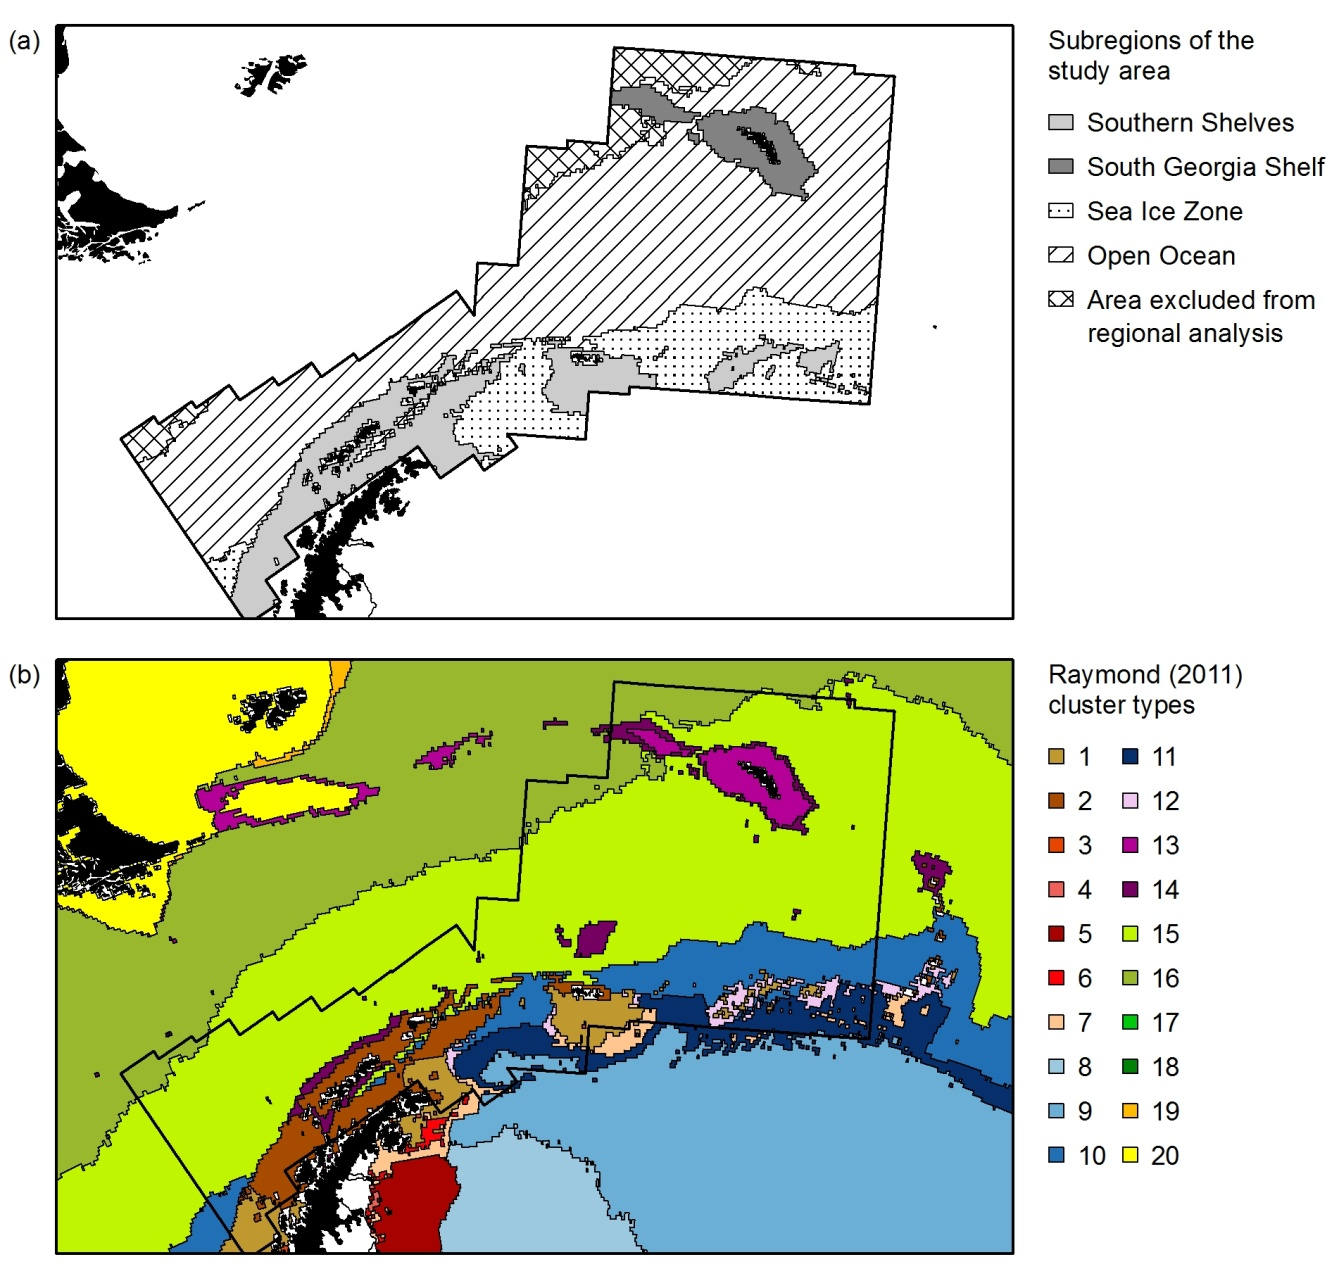 (a)
Subregions of the
study area
Southern Shelves
South Georgia Shelf
Sea Ice Zone
Open Ocean
Area excluded from
regional analysis
(b)
Raymond (2011)
cluster types
1 11
2 12
3 13
4 14
5 15
6 16
7 17
8 18
9 19
10 20